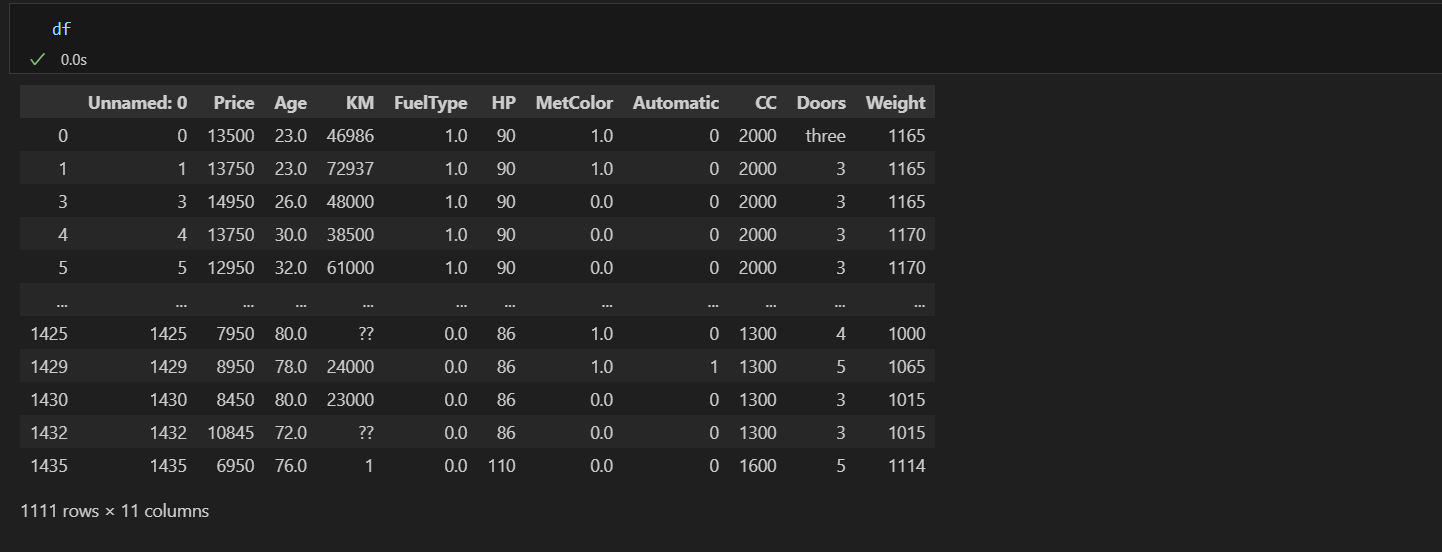 df
0.0s
Unnamed: 0 Price Age KM FuelType HP MetColor Automatic CC Doors Weight
0 0 13500 23.0 46986 1.0 90 1.0 0 2000 three 1165
1 1 13750 23.0 72937 1.0 90 1.0 0 2000 3 1165
3 3 14950 26.0 48000 1.0 90 0.0 0 2000 3 1165
4 4 13750 30.0 38500 1.0 90 0.0 0 2000 3 1170
5 5 12950 32.0 61000 1.0 90 0.0 0 2000 3 1170
... ... ... ... ... ... ... ... ... ... ... ...
1425 1425 7950 80.0 ?? 0.0 86 1.0 0 1300 4 1000
1429 1429 8950 78.0 24000 0.0 86 1.0 1 1300 5 1065
1430 1430 8450 80.0 23000 0.0 86 0.0 0 1300 3 1015
1432 1432 10845 72.0 ?? 0.0 86 0.0 0 1300 3 1015
1435 1435 6950 76.0 1 0.0 110 0.0 0 1600 5 1114
1111 rows × 11 columns